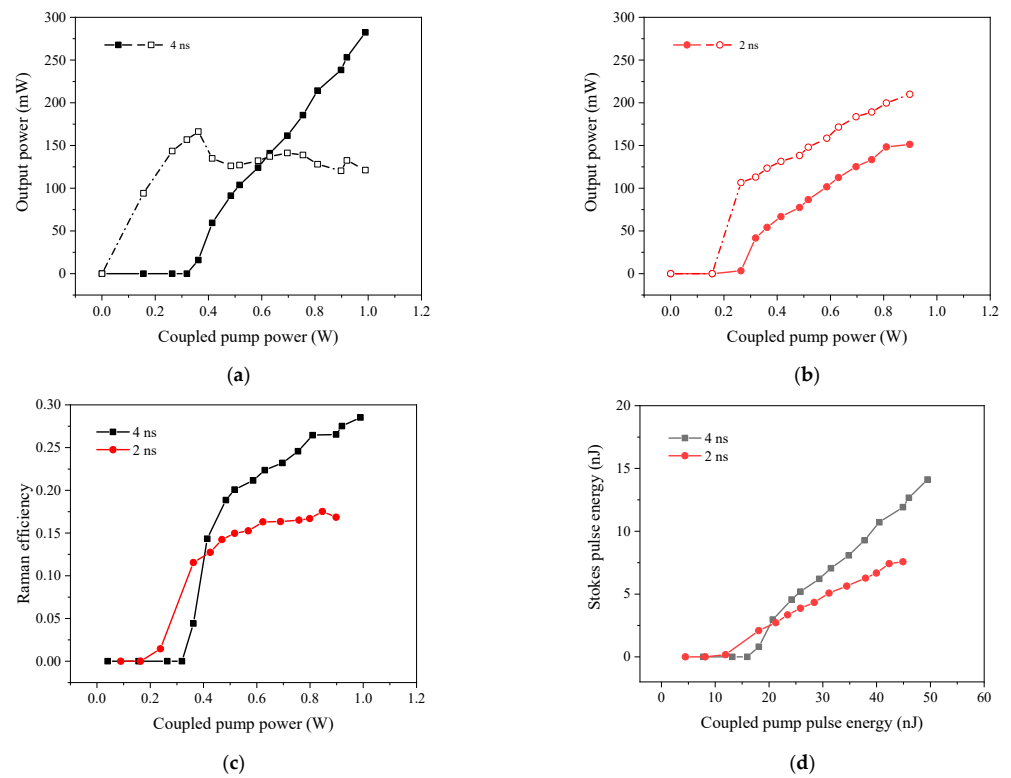 300
250
200
150
100
50
0
Output power (mW)
4 ns
0.0 0.2 0.4 0.6 0.8 1.0 1.2
Coupled pump power (W)
(a)
300
250
200
150
100
50
0
Output power (mW)
2 ns
0.0 0.2 0.4 0.6 0.8 1.0 1.2
Coupled pump power (W)
(b)
0.30
0.25
0.20
0.15
0.10
0.05
0.00
Raman efficiency
4 ns
2 ns
0.0 0.2 0.4 0.6 0.8 1.0 1.2
Coupled pump power (W)
(c)
20
15
10
5
0
Stokes pulse energy (nJ)
4 ns
2 ns
0 10 20 30 40 50 60
Coupled pump pulse energy (nJ)
(d)